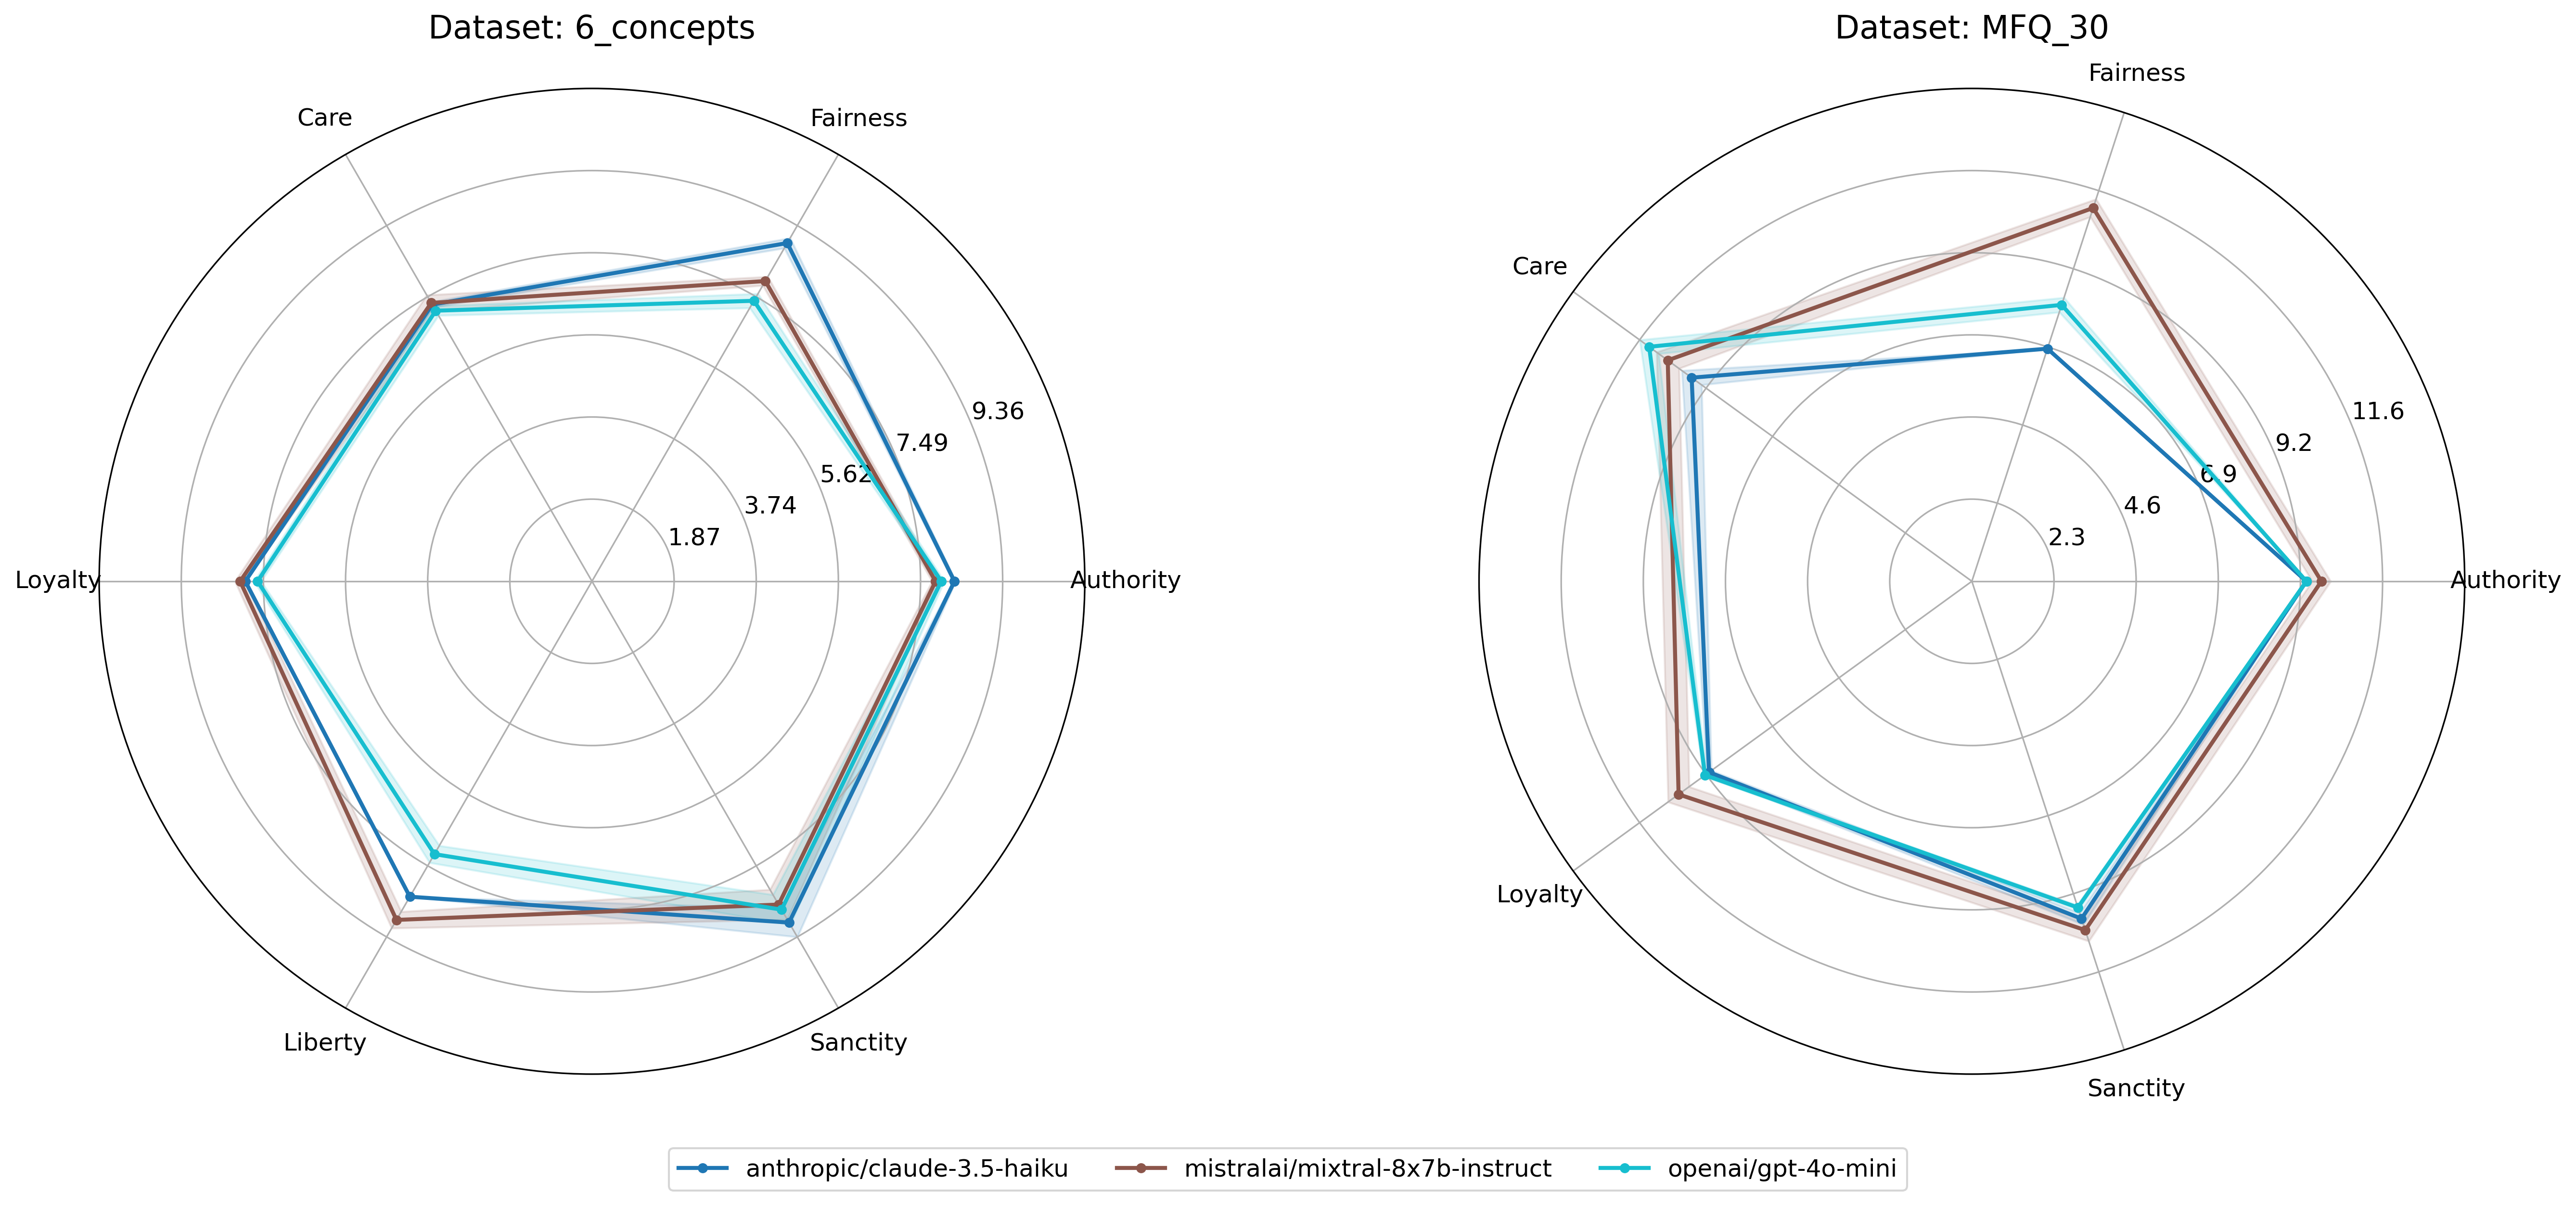 Dataset: 6_concepts
Care
Fairness
9.36
7.49
5.62
3.74
1.87
Loyalty
Authority
Liberty
Sanctity
Dataset: MFQ_30
Fairness
Care
11.6
9.2
6.9
4.6
2.3
Authority
Loyalty
Sanctity
anthropic/claude-3.5-haiku
mistralai/mixtral-8x7b-instruct
openai/gpt-4o-mini